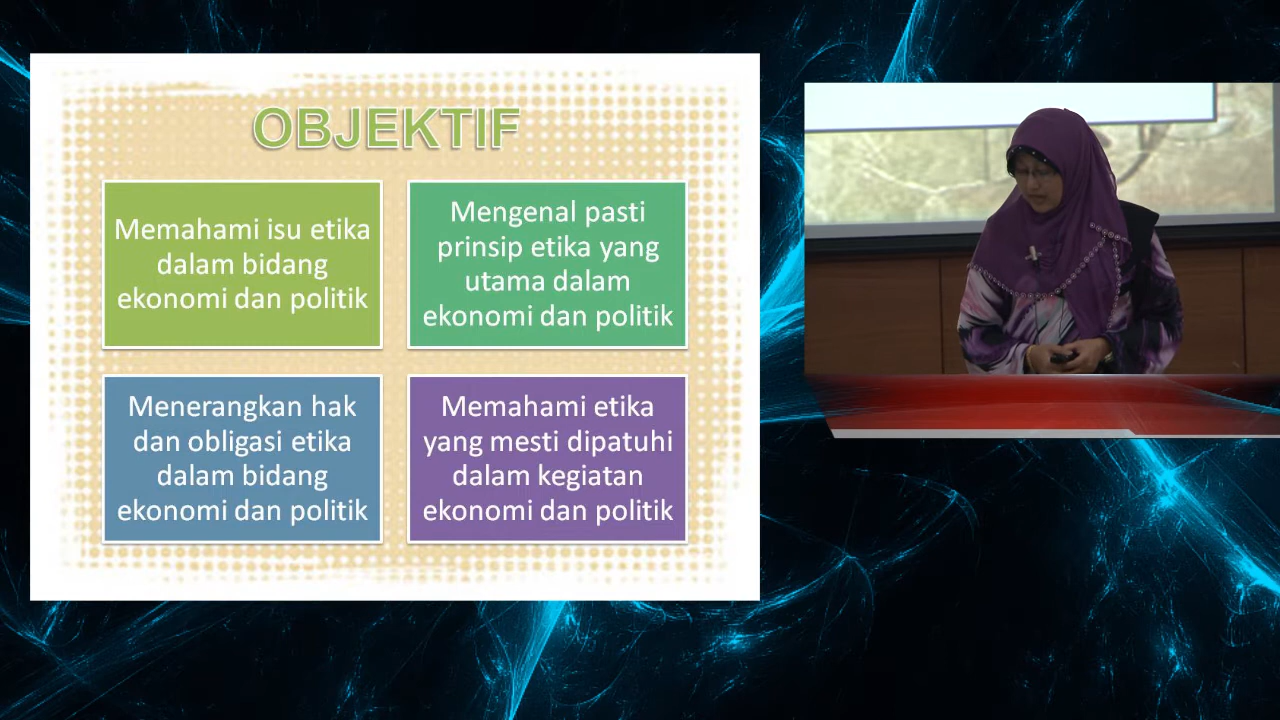 OBJEKTIF
Memahami isu etika
dalam bidang
ekonomi dan politik
Mengenal pasti
prinsip etika yang
utama dalam
ekonomi dan politik
Menerangkan hak
dan obligasi etika
dalam bidang
ekonomi dan politik
Memahami etika
yang mesti dipatuhi
dalam kegiatan
ekonomi dan politik